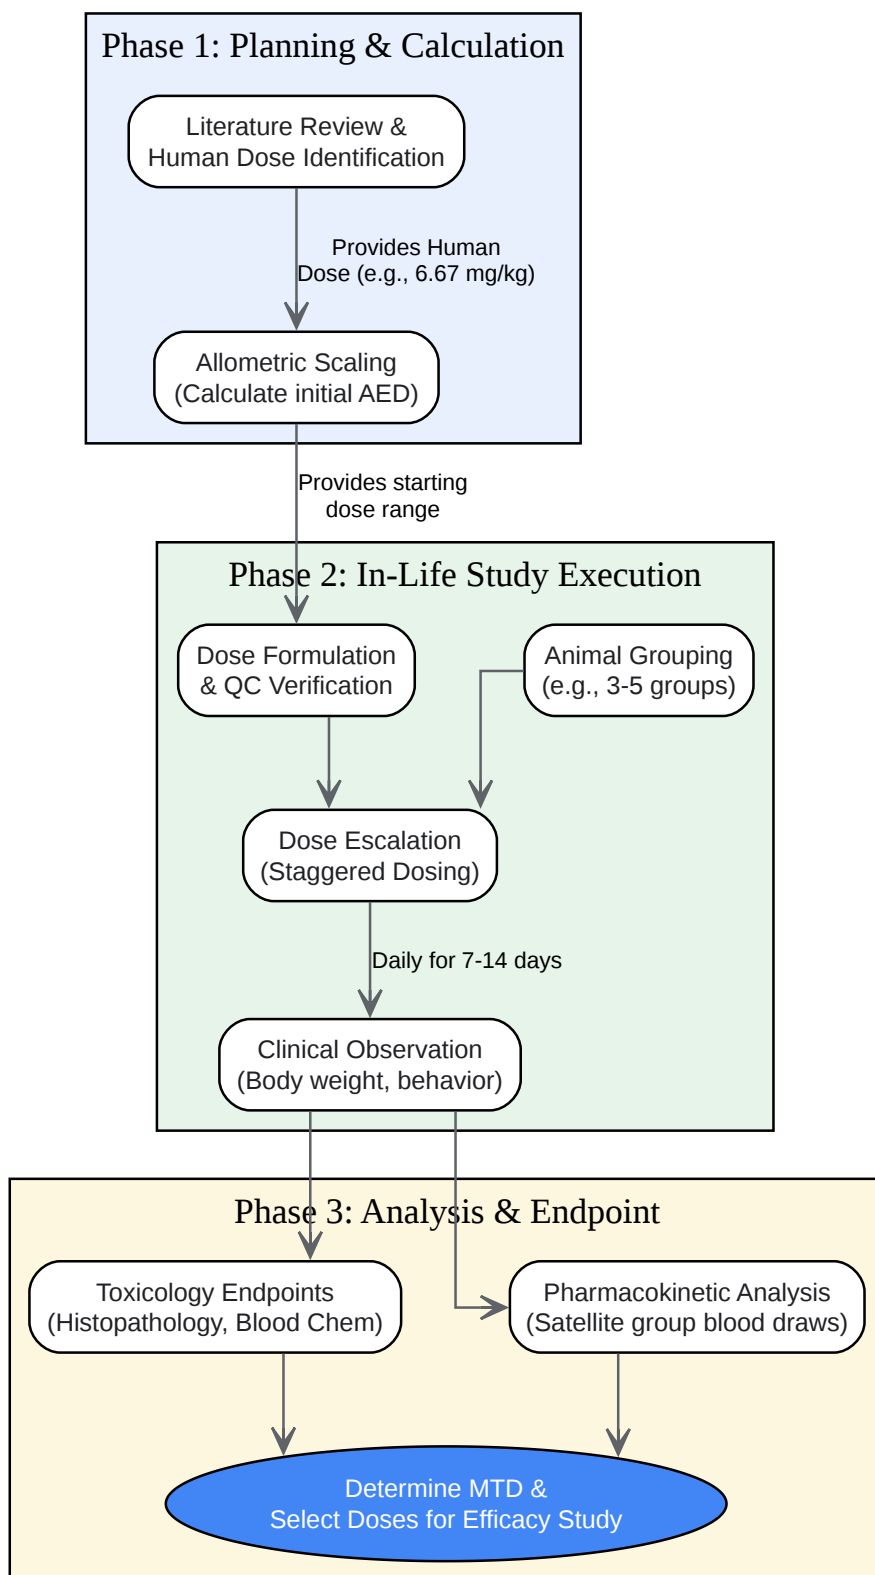 Phase 1: Planning & Calculation
Literature Review &
Human Dose Identification
Provides Human
Dose (e.g., 6.67 mg/kg)
Allometric Scaling
(Calculate initial AED)
Provides starting
dose range
Phase 2: In-Life Study Execution
Dose Formulation
& QC Verification
Animal Grouping
(e.g., 3-5 groups)
Dose Escalation
(Staggered Dosing)
Daily for 7-14 days
Clinical Observation
(Body weight, behavior)
Phase 3: Analysis & Endpoint
Toxicology Endpoints
(Histopathology, Blood Chem)
Pharmacokinetic Analysis
(Satellite group blood draws)
Determine MTD &
Select Doses for Efficacy Study